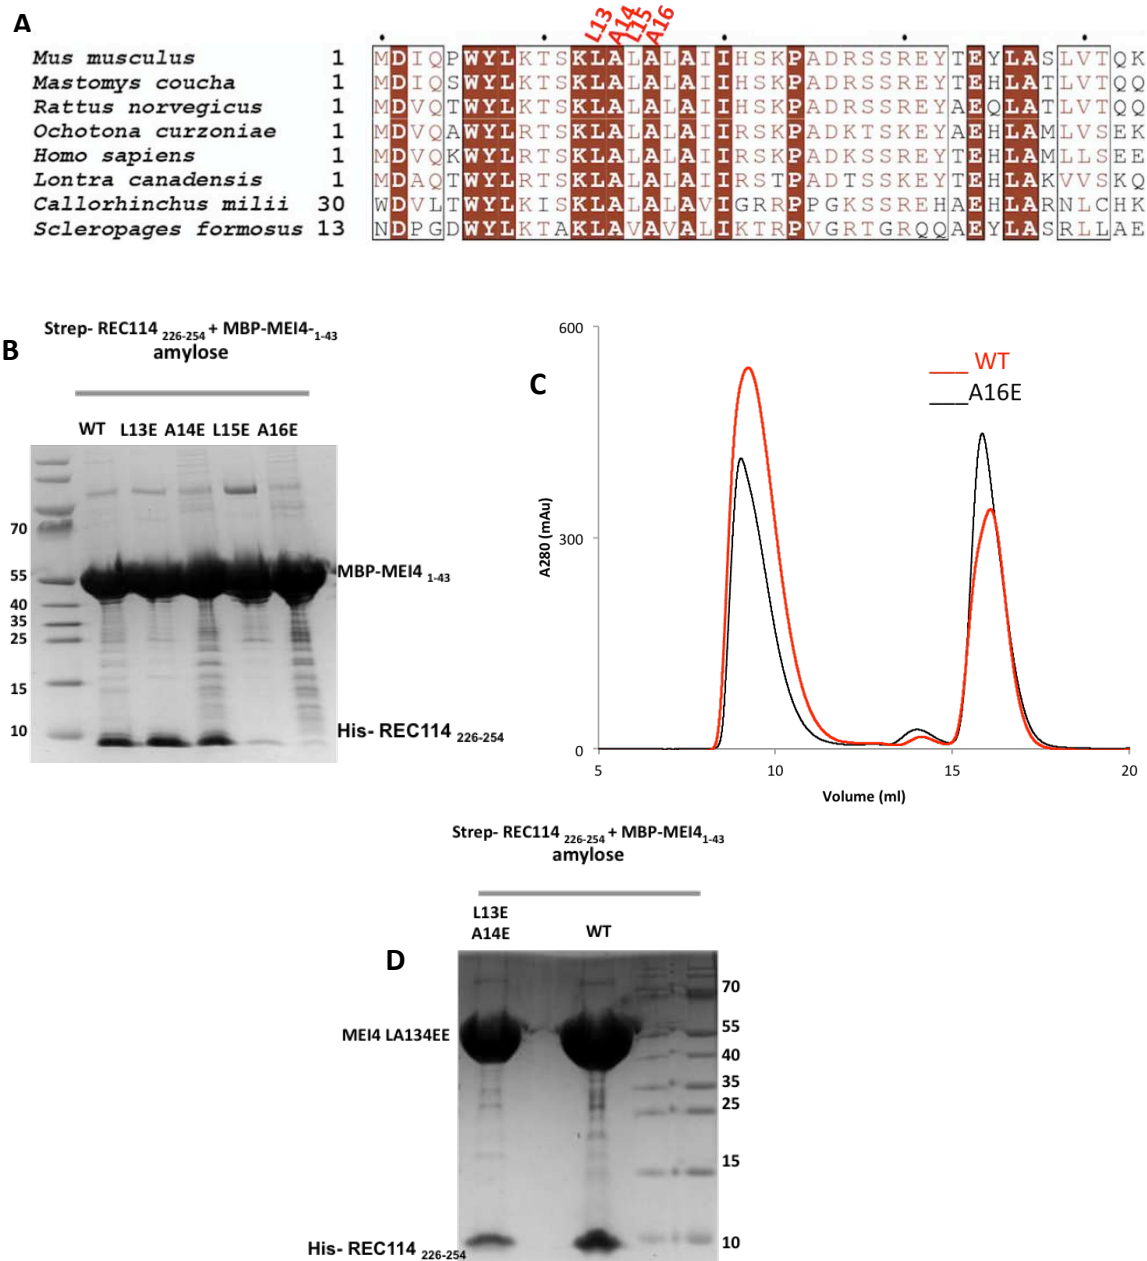 A
L13 A14 L15 A16
Mus musculus 1 MDIQPWYLKTSKLALALAIIHSKPADRSSREYTEYLASLVTQK
Mastomys coucha 1 MDIQSWYLKTSKLALALAIIHSKPADRSSREYTEHLATLVTQQ
Rattus norvegicus 1 MDVQTWYLKTSKLALALAIIHSKPADRSSREYAEQLATLVTQQ
Ochotona curzoniae 1 MDVQAWYLRTSKLALALAIIRSKPADKTSKEYAEHLAMLVSEK
Homo sapiens 1 MDVQKWYLRTSKLALALAIIRSKPADKSSREYTEHLAMLLSEE
Lontra canadensis 1 MDAQTWYLRTSKLALALAIIRSTPADTSSKEYTEHLAKVVSKQ
Callorhinchus milii 30 WDVLTWYLKISKLALALAVIGRRPPGKSSREHAEHLARNLCHK
Scleropages formosus 13 NDPGDWYLKTAKLAVAVALIKTRPVGRTGRQQAEYLASRLLAE
B
Strep- REC114 226-254 + MBP-MEI4-1-43
amylose
WT L13E A14E L15E A16E
70
55
40
35
25
15
10
MBP-MEI4 1-43
His- REC114 226-254
C
600
300
0
A280 (mAu)
WT
A16E
5 10 15 20
Volume (ml)
Strep- REC114 226-254 + MBP-MEI41-43
amylose
L13E
A14E
WT
D
MEI4 LA134EE
His- REC114 226-254
70
55
40
35
25
15
10